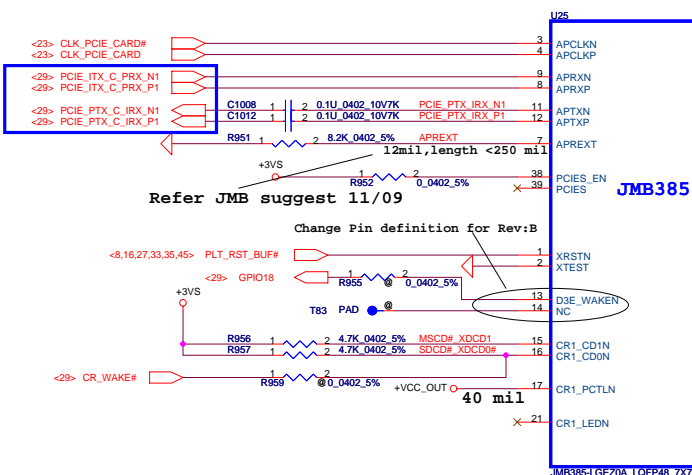 U25
<23> CLK_PCIE_CARD# 3 APCLKN
<23> CLK_PCIE_CARD 4 APCLKP
<29> PCIE_ITX_C_PRX_N1 9 APRXN
<29> PCIE_ITX_C_PRX_P1 8 APRXP
<29> PCIE_PTX_C_IRX_N1 C1008 1 2 0.1U_0402_10V7K PCIE_PTX_IRX_N1 11 APTXN
<29> PCIE_PTX_C_IRX_P1 C1012 1 2 0.1U_0402_10V7K PCIE_PTX_IRX_P1 12 APTXP
R951 1 2 8.2K_0402_5% APREXT 7 APREXT
12mil,length <250 mil
+3VS
R952 1 2 0_0402_5% 38 PCIES_EN
39 PCIES
JMB385
Refer JMB suggest 11/09
Change Pin definition for Rev:B
<8,16,27,33,35,45> PLT_RST_BUF# 1 XRSTN
2 XTEST
<29> GPIO18 R955 1 @ 2 0_0402_5% 13 D3E_WAKEN
+3VS
T83 PAD @ 14 NC
R956 1 2 4.7K_0402_5% MSCD#_XDCD1 15 CR1_CD1N
R957 1 2 4.7K_0402_5% SDCD#_XDCD0# 16 CR1_CD0N
<29> CR_WAKE# R959 1 2 @ 0_0402_5%
+VCC_OUT 17 CR1_PCTLN
40 mil
21 CR1_LEDN